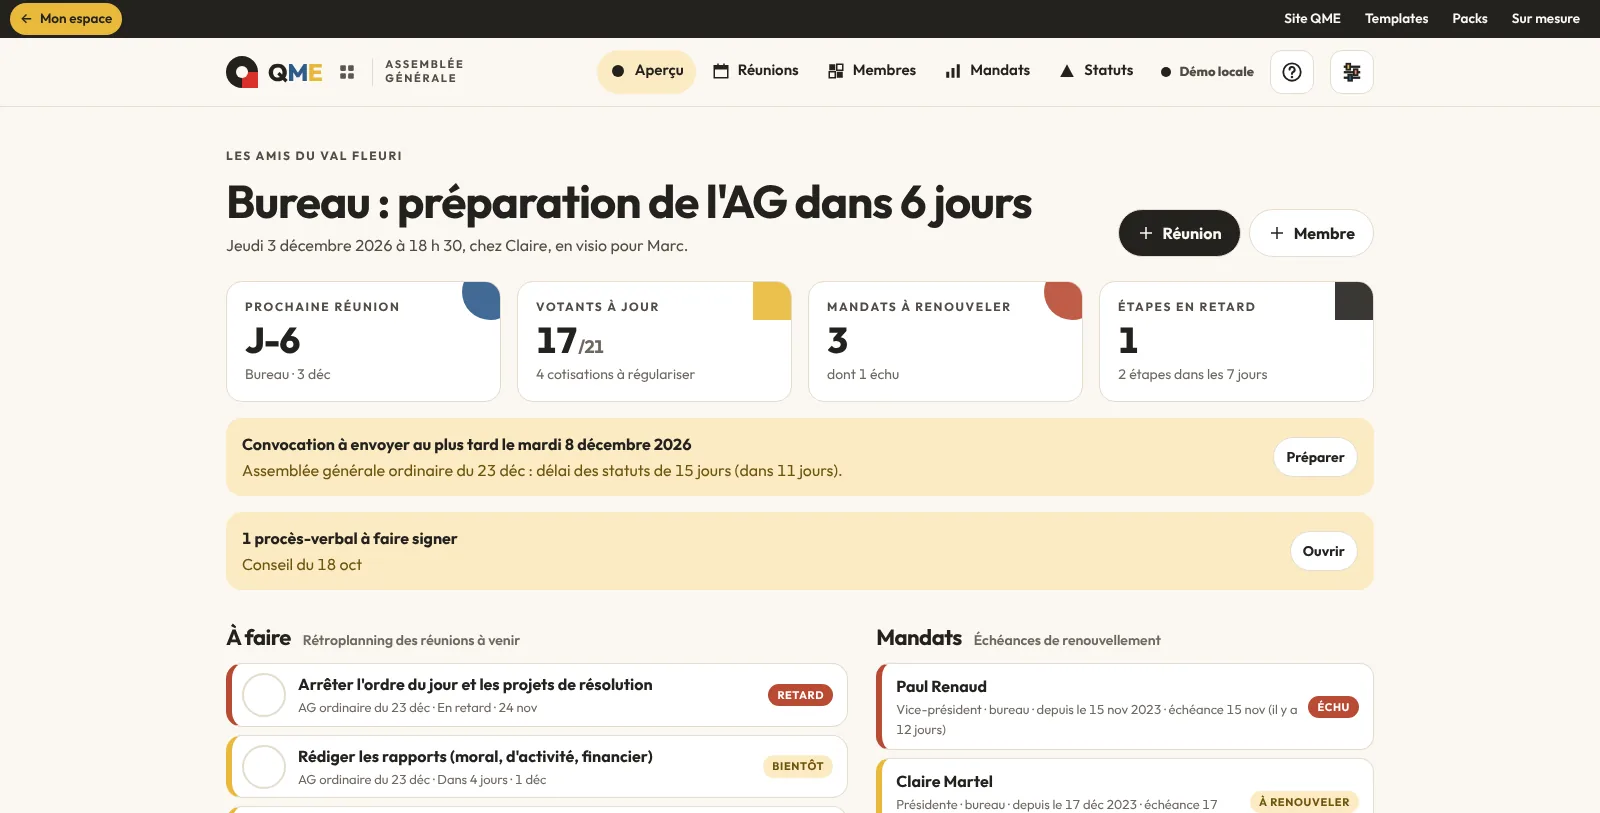 ← Mon espace
Site QME
Templates
Packs
Sur mesure
QME
ASSEMBLÉE
GÉNÉRALE
Aperçu
Réunions
Membres
Mandats
Statuts
Démo locale
LES AMIS DU VAL FLEURI
Bureau : préparation de l'AG dans 6 jours
Jeudi 3 décembre 2026 à 18 h 30, chez Claire, en visio pour Marc.
+ Réunion
+ Membre
PROCHAINE RÉUNION
J-6
Bureau · 3 déc
VOTANTS À JOUR
17/21
4 cotisations à régulariser
MANDATS À RENOUVELER
3
dont 1 échu
ÉTAPES EN RETARD
1
2 étapes dans les 7 jours
Convocation à envoyer au plus tard le mardi 8 décembre 2026
Assemblée générale ordinaire du 23 déc : délai des statuts de 15 jours (dans 11 jours).
Préparer
1 procès-verbal à faire signer
Conseil du 18 oct
Ouvrir
À faire
Rétroplanning des réunions à venir
Arrêter l'ordre du jour et les projets de résolution
AG ordinaire du 23 déc · En retard · 24 nov
RETARD
Rédiger les rapports (moral, d'activité, financier)
AG ordinaire du 23 déc · Dans 4 jours · 1 déc
BIENTÔT
Mandats
Échéances de renouvellement
Paul Renaud
Vice-président · bureau · depuis le 15 nov 2023 · échéance 15 nov (il y a
12 jours)
ÉCHU
Claire Martel
Présidente · bureau · depuis le 17 déc 2023 · échéance 17
À RENOUVELER